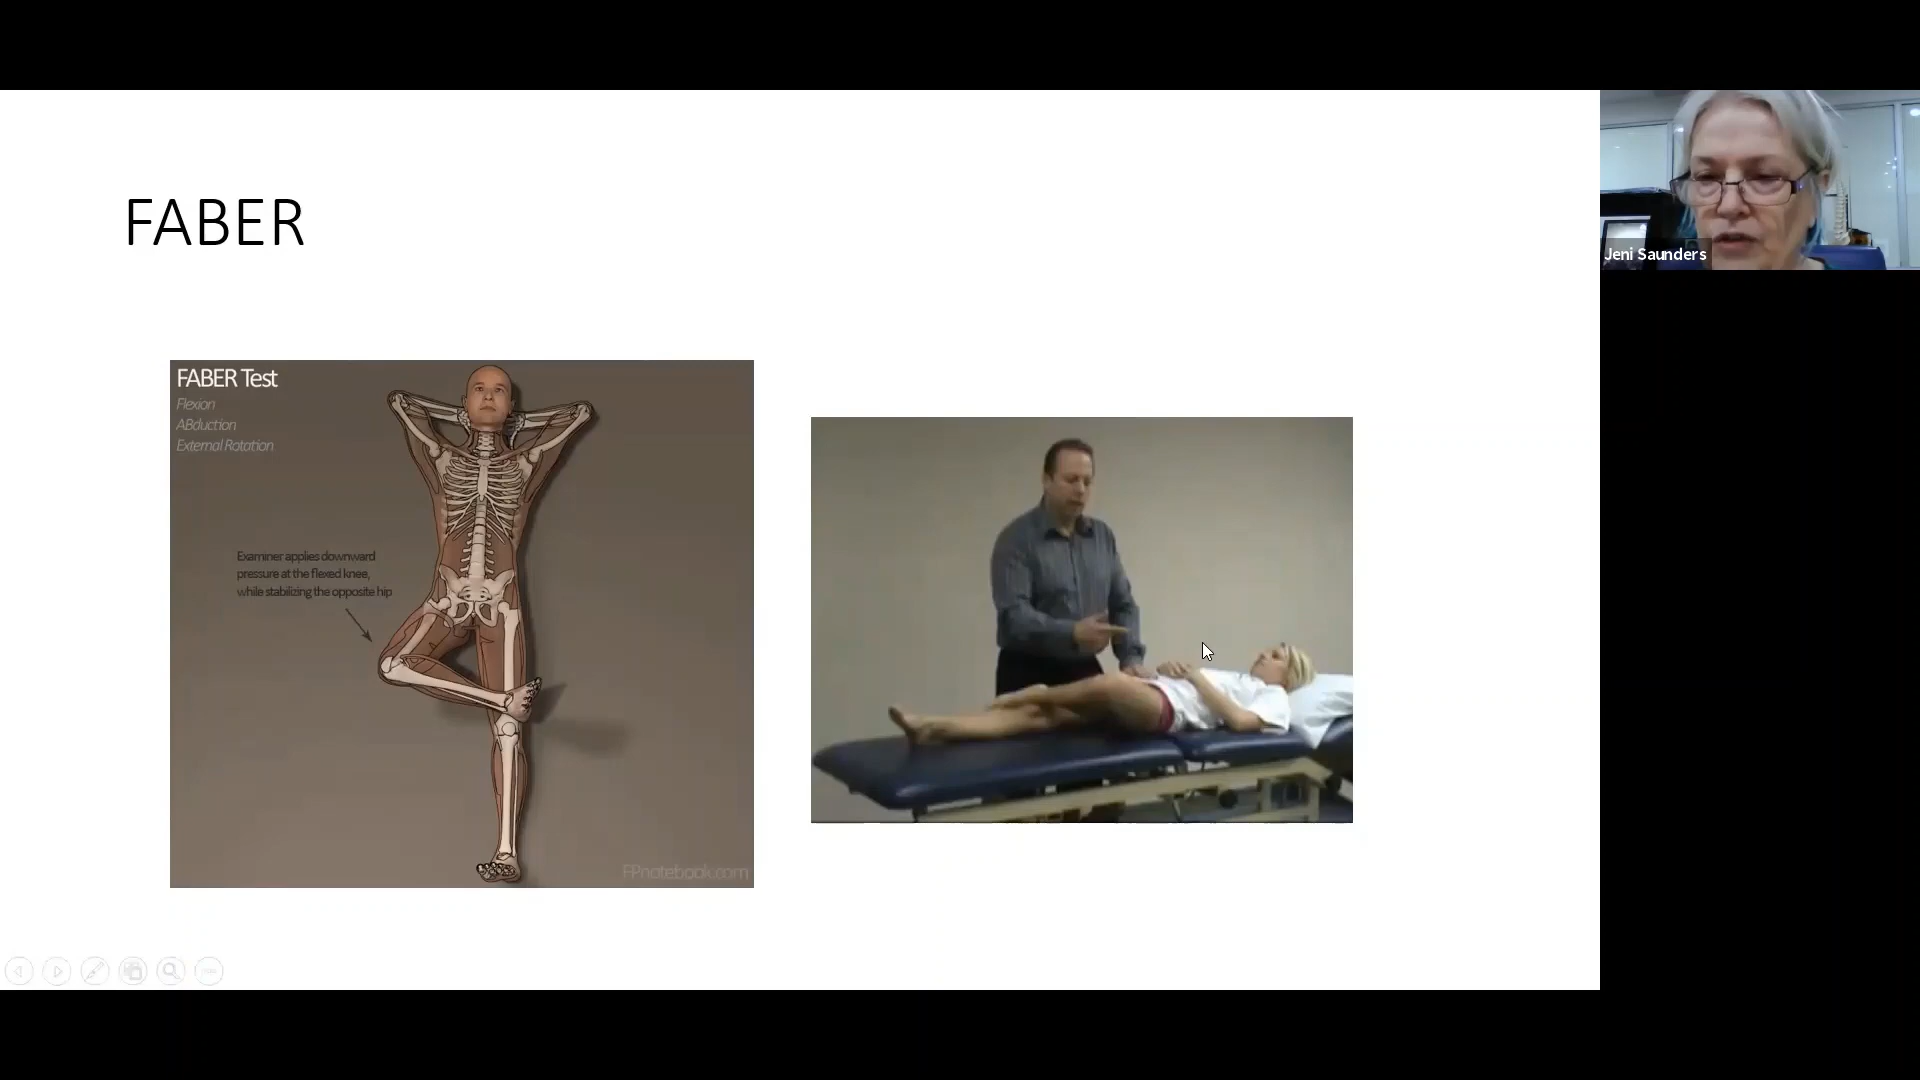 FABER
FABER Test
Flexion
ABduction
External Rotation
Examiner applies downward
pressure at the flexed knee,
while stabilizing the opposite hip
FPnotebook.com
Jeni Saunders